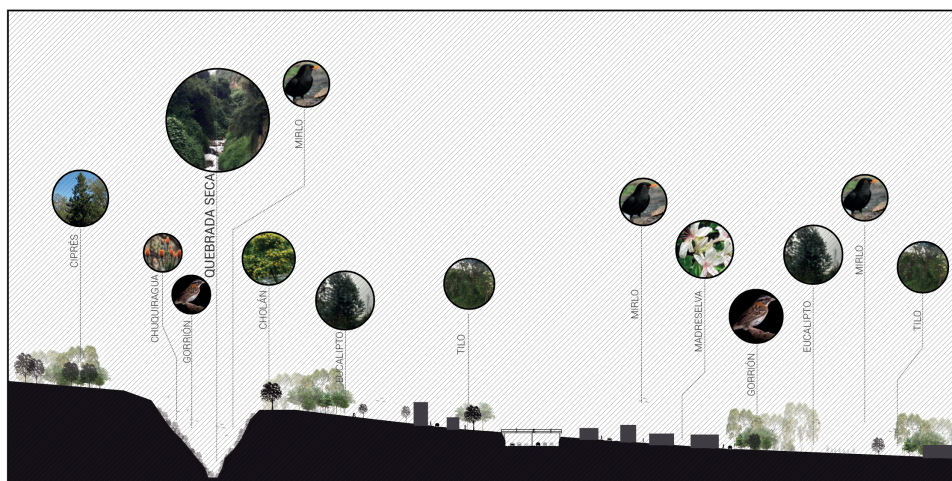 CIPRÉS
CHUQUIRAGUA
GORRIÓN
QUEBRADA SECA
MIRLO
CHOLÁN
EUCALIPTO
TILO
MIRLO
MADRESELVA
GORRIÓN
EUCALIPTO
MIRLO
TILO